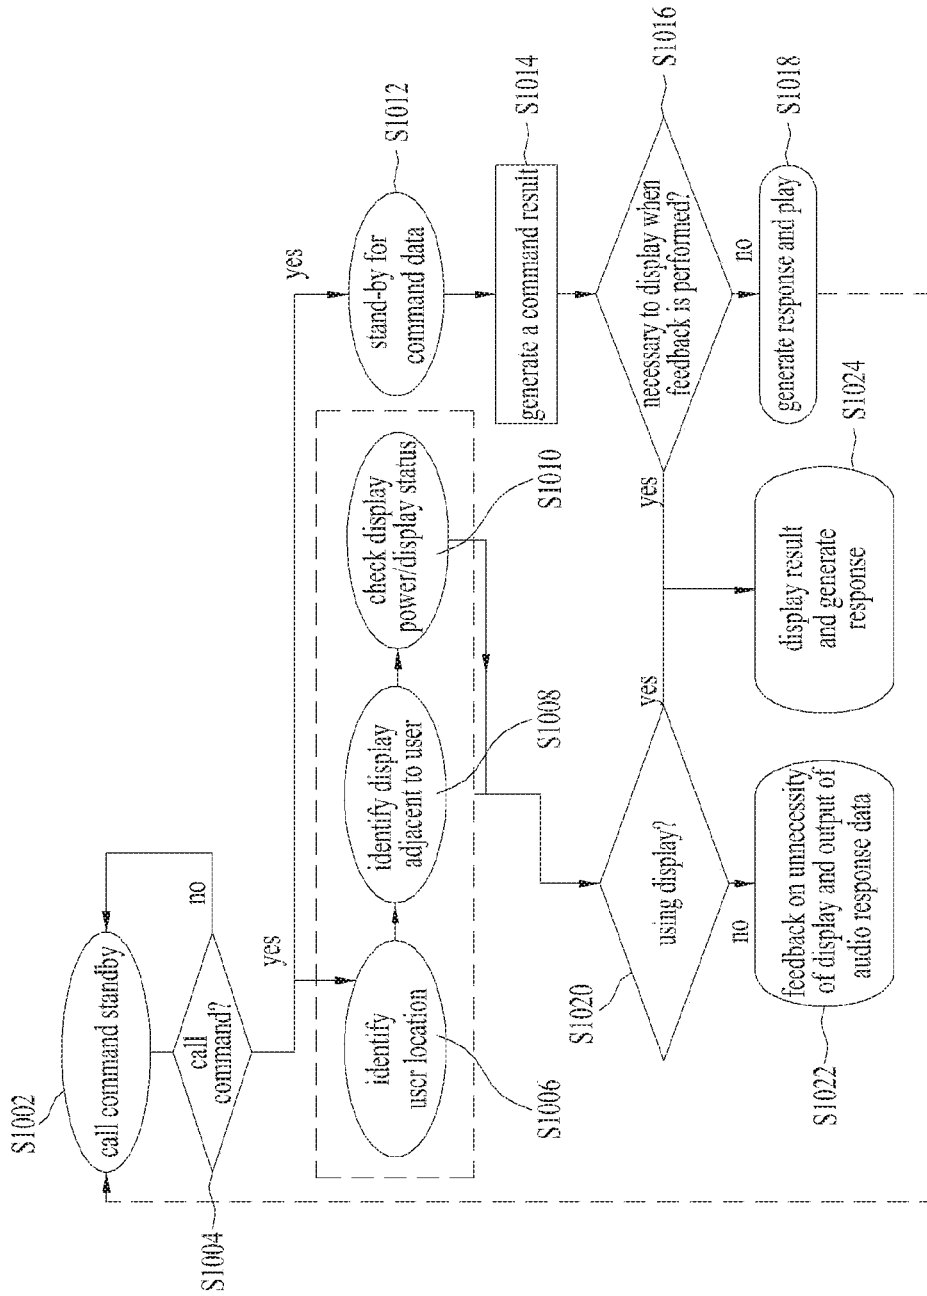 S1002
call command standby
no
call
command?
S1004
yes
yes
identify
user location
S1006
identify display
adjacent to user
S1008
check display
power/display status
S1010
stand-by for
command data
S1012
generate a command result
S1014
necessary to display when
feedback is performed?
S1016
yes
no
generate response and play
S1018
using display?
S1020
yes
no
feedback on unnecessity
of display and output of
audio response data
S1022
display result
and generate
response
S1024